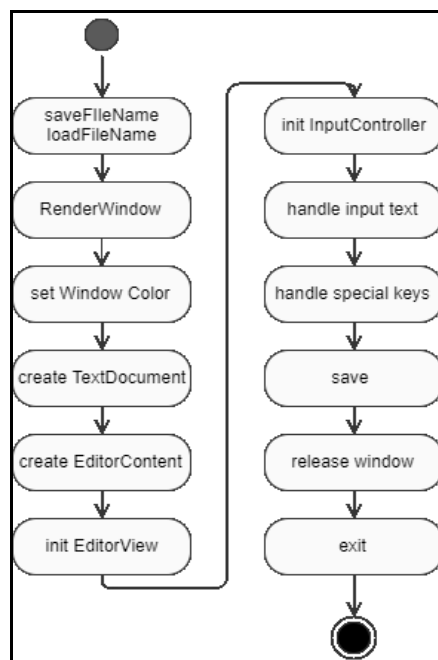 saveFIleName
loadFileName
RenderWindow
set Window Color
create TextDocument
create EditorContent
init EditorView
init InputController
handle input text
handle special keys
save
release window
exit